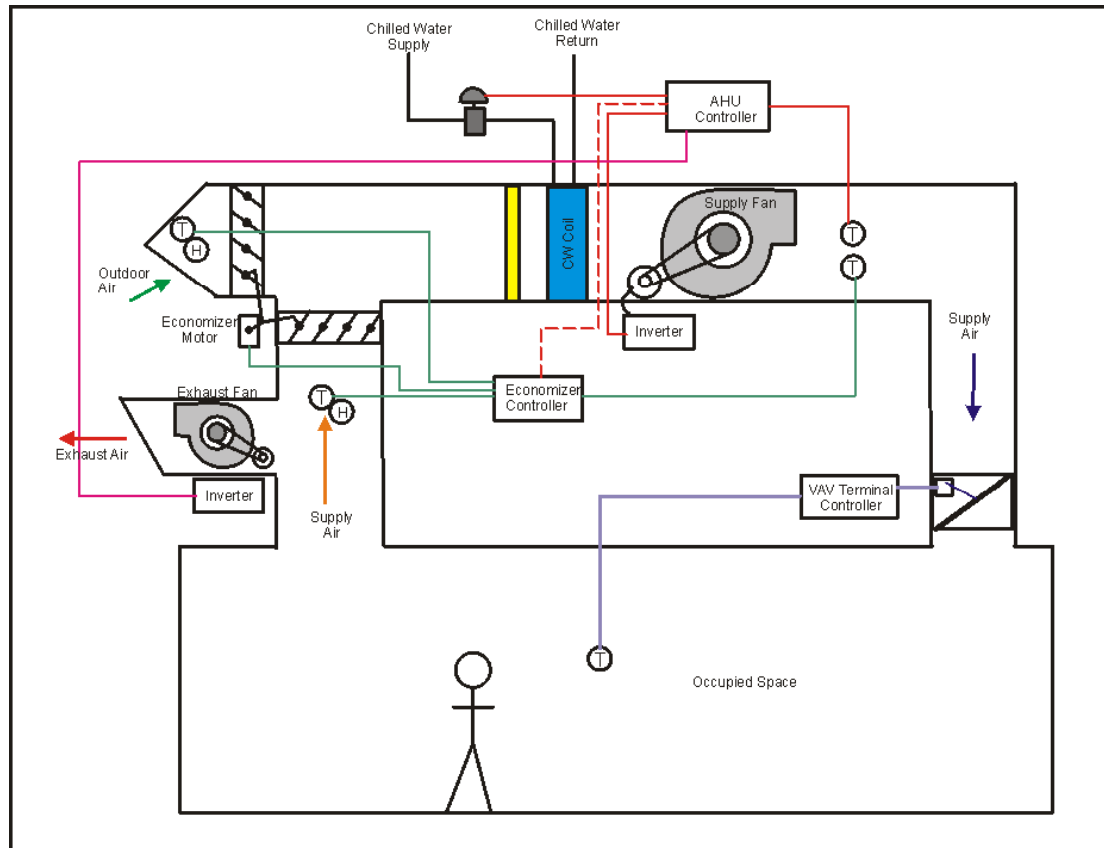 Chilled Water
Supply
Chilled Water
Return
AHU
Controller
Supply Fan
CW Coil
T
H
T
T
Outdoor
Air
Economizer
Motor
Inverter
Supply
Air
Exhaust Fan
T
H
Economizer
Controller
Exhaust Air
Inverter
Supply
Air
VAV Terminal
Controller
T
Occupied Space